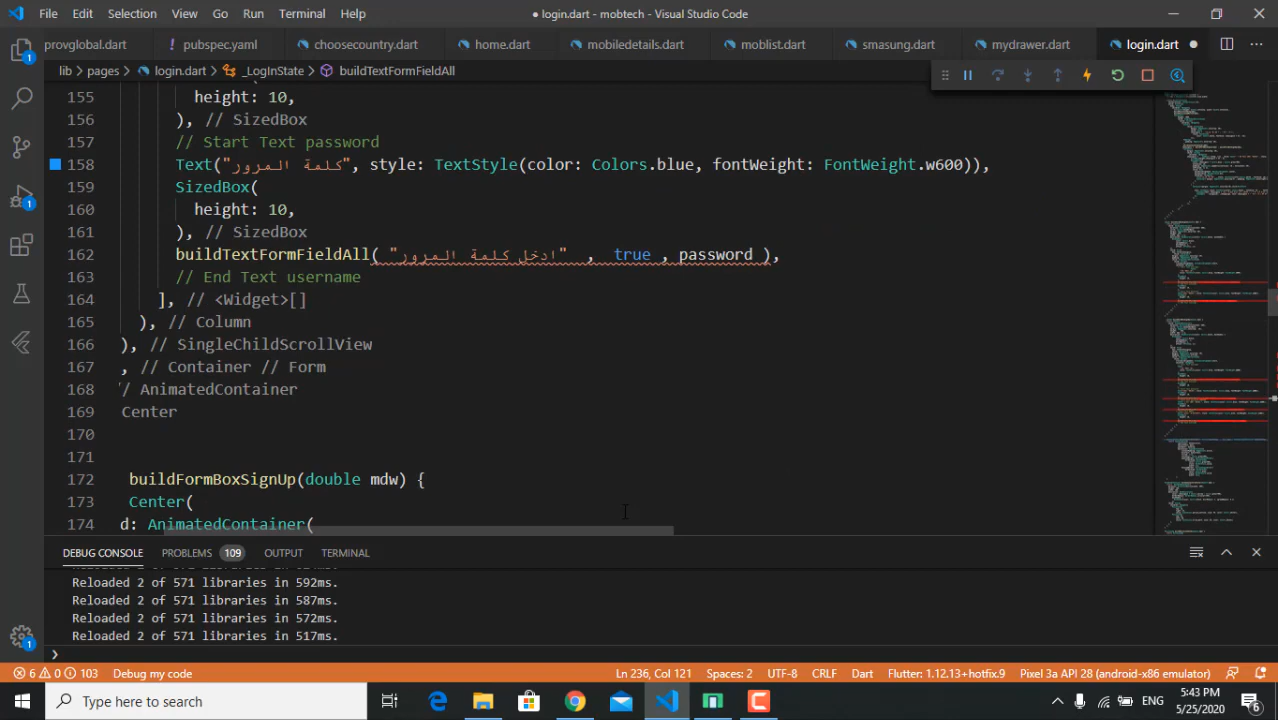 File Edit Selection View Go Run Terminal Help ● login.dart - mobtech - Visual Studio Code
provglobal.dart pubspec.yaml choosecountry.dart home.dart mobiledetails.dart moblist.dart smasung.dart mydrawer.dart login.dart ●
lib > pages > login.dart > _LogInState > buildTextFormFieldAll
155 height: 10,
156 ), // SizedBox
157 // Start Text password
158 Text("كلمة المرور", style: TextStyle(color: Colors.blue, fontWeight: FontWeight.w600)),
159 SizedBox(
160 height: 10,
161 ), // SizedBox
162 buildTextFormFieldAll( "ادخل كلمة المرور" , true , password ),
163 // End Text username
164 ], // <Widget>[]
165 ), // Column
166 ), // SingleChildScrollView
167 , // Container // Form
168 / AnimatedContainer
169 Center
170
171
172 buildFormBoxSignUp(double mdw) {
173 Center(
174 d: AnimatedContainer(
DEBUG CONSOLE PROBLEMS 109 OUTPUT TERMINAL
Reloaded 2 of 571 libraries in 592ms.
Reloaded 2 of 571 libraries in 587ms.
Reloaded 2 of 571 libraries in 572ms.
Reloaded 2 of 571 libraries in 517ms.
6 0 103 Debug my code Ln 236, Col 121 Spaces: 2 UTF-8 CRLF Dart Flutter: 1.12.13+hotfix.9 Pixel 3a API 28 (android-x86 emulator)
Type here to search ENG 5:43 PM 5/25/2020 6